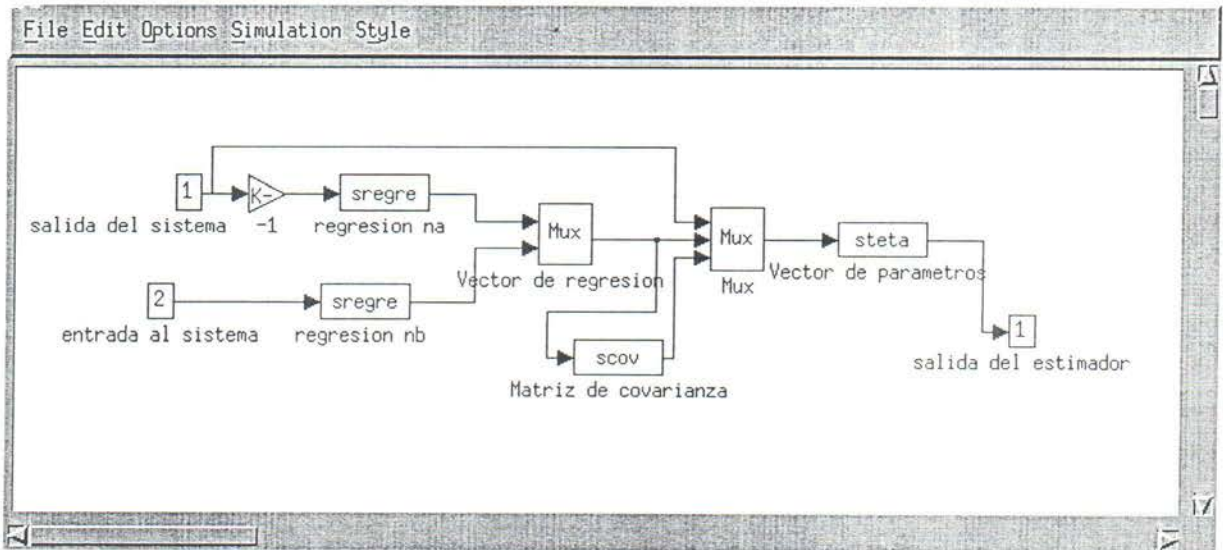 File Edit Options Simulation Style
1
salida del sistema
K-
-1
sregre
regresion na
Mux
Vector de regresion
Mux
Mux
steta
Vector de parametros
2
entrada al sistema
sregre
regresion nb
scov
Matriz de covarianza
1
salida del estimador